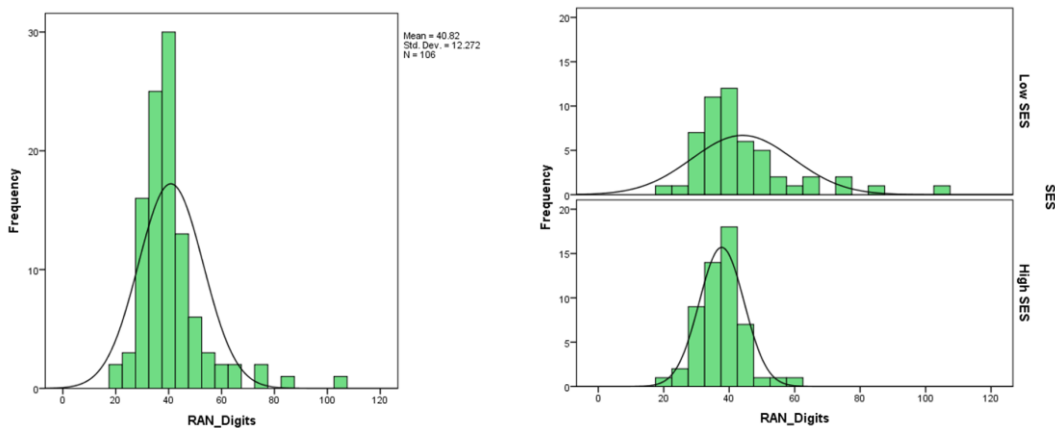 Mean = 40.82
Std. Dev. = 12.272
N = 106
Frequency
30
20
10
0
0 20 40 60 80 100 120
RAN_Digits
Frequency
20
15
10
5
0
Low SES
15
10
5
0
High SES
SES
0 20 40 60 80 100 120
RAN_Digits